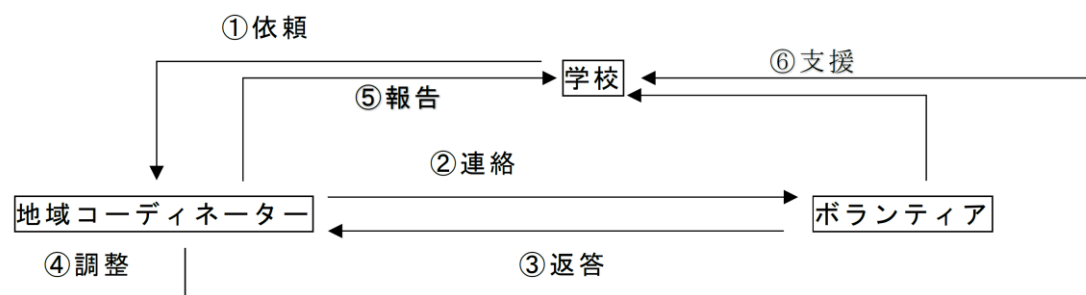 ①依頼
学校
⑥支援
⑤報告
②連絡
地域コーディネーター
ボランティア
④調整
③返答